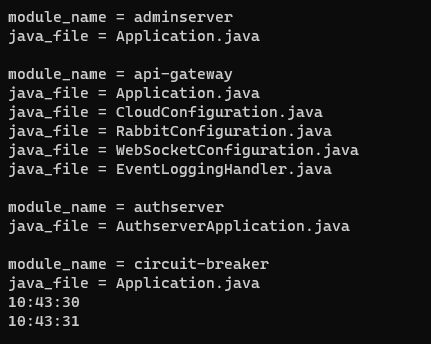 module_name = adminserver
java_file = Application.java
module_name = api-gateway
java_file = Application.java
java_file = CloudConfiguration.java
java_file = RabbitConfiguration.java
java_file = WebSocketConfiguration.java
java_file = EventLoggingHandler.java
module_name = authserver
java_file = AuthserverApplication.java
module_name = circuit-breaker
java_file = Application.java
10:43:30
10:43:31